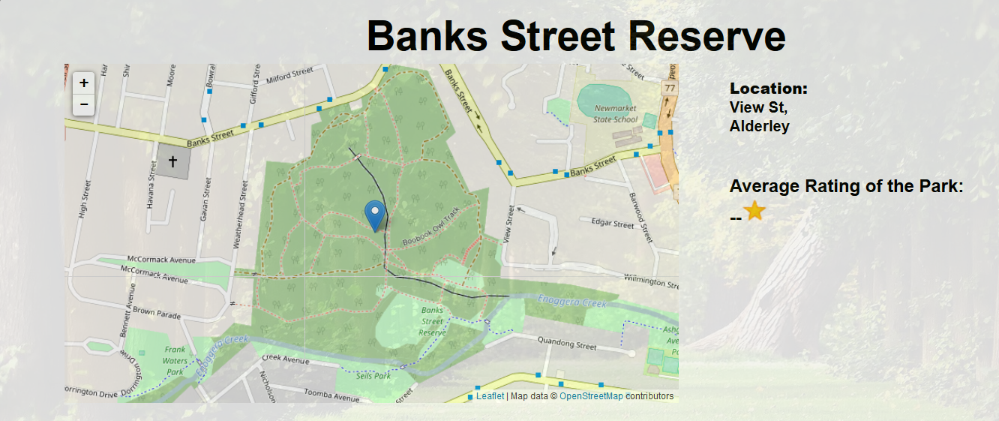 Banks Street Reserve
+
−
Har
Shir
Moore
Bowral
Gifford Stre
Milford Street
Banks Street
77
Newmarket
State School
Banks Street
Banks Street
High Street
Havana Street
Gavan Street
Weatherhead Street
View Street
Barwood Street
Edgar Street
Boobook Owl Track
McCormack Avenue
McCormack Avenue
Willmington Stre
Bennett Avenue
Brown Parade
Enoggera Creek
Banks
Street
Reserve
Frank
Waters
Park
Enoggera Creek
Quandong Street
Ashg
Ave
Creek Avenue
Seils Park
Dorrington Drive
orrington Drive
Nicholson
Toomba Avenue
Street
Leaflet | Map data © OpenStreetMap contributors
Location:
View St,
Alderley
Average Rating of the Park:
--